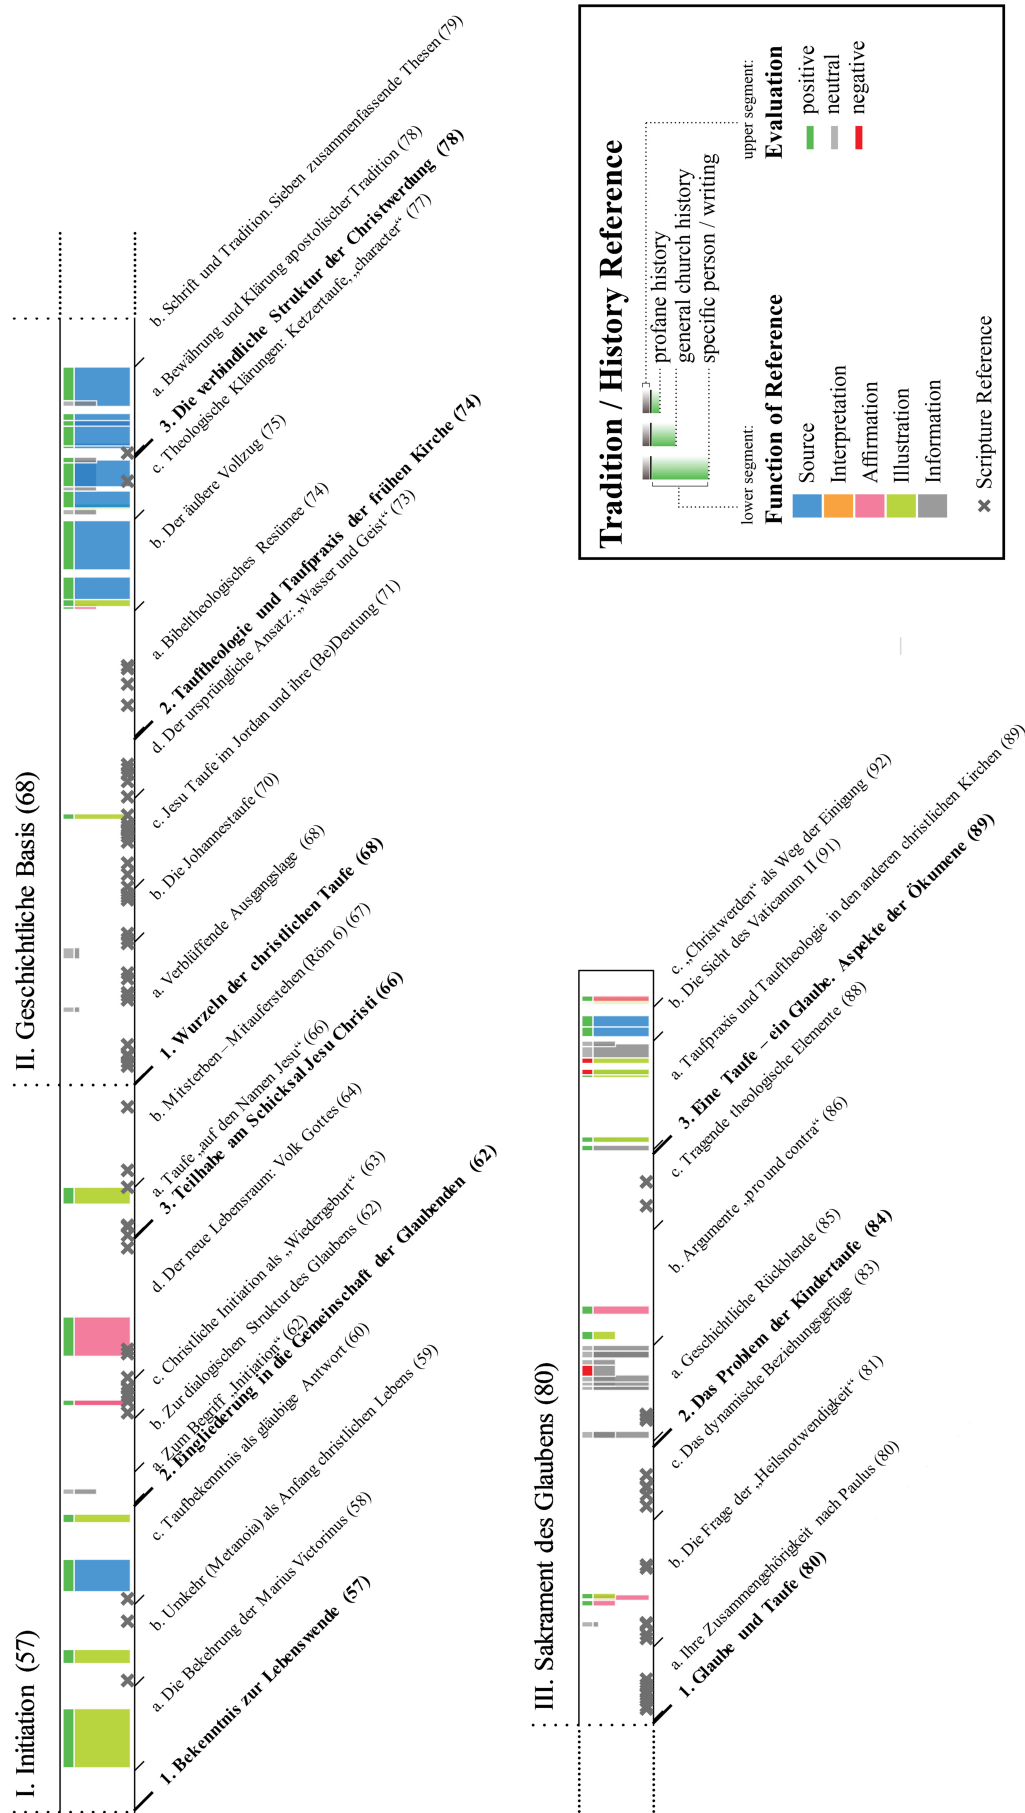 I. Initiation (57)
1. Bekenntnis zur Lebenswende (57)
a. Die Bekehrung der Marius Victorinus (58)
b. Umkehr (Metanoia) als Anfang christlichen Lebens (59)
c. Taufbekenntnis als gläubige Antwort (60)
2. Eingliederung in die Gemeinschaft der Glaubenden (62)
a. Zum Begriff „Initiation“ (62)
b. Zur dialogischen Struktur des Glaubens (62)
c. Christliche Initiation als „Wiedergeburt“ (63)
d. Der neue Lebensraum: Volk Gottes (64)
3. Teilhabe am Schicksal Jesu Christi (66)
a. Taufe „auf den Namen Jesu“ (66)
b. Mitsterben – Mitauferstehen (Röm 6) (67)
II. Geschichtliche Basis (68)
1. Wurzeln der christlichen Taufe (68)
a. Verblüffende Ausgangslage (68)
b. Die Johannestaufe (70)
c. Jesu Taufe im Jordan und ihre (Be)Deutung (71)
d. Der ursprüngliche Ansatz: „Wasser und Geist“ (73)
2. Tauftheologie und Taufpraxis der frühen Kirche (74)
a. Bibeltheologisches Resümee (74)
b. Der äußere Vollzug (75)
c. Theologische Klärungen: Ketzertaufe, „character“ (77)
3. Die verbindliche Struktur der Christwerdung (78)
a. Bewährung und Klärung apostolischer Tradition (78)
b. Schrift und Tradition. Sieben zusammenfassende Thesen (79)
III. Sakrament des Glaubens (80)
1. Glaube und Taufe (80)
a. Ihre Zusammengehörigkeit nach Paulus (80)
b. Die Frage der „Heilsnotwendigkeit“ (81)
c. Das dynamische Beziehungsgefüge (83)
2. Das Problem der Kindertaufe (84)
a. Geschichtliche Rückblende (85)
b. Argumente „pro und contra“ (86)
c. Tragende theologische Elemente (88)
3. Eine Taufe – ein Glaube. Aspekte der Ökumene (89)
a. Taufpraxis und Tauftheologie in den anderen christlichen Kirchen (89)
b. Die Sicht des Vaticanum II (91)
c. „Christwerden“ als Weg der Einigung (92)
Tradition / History Reference
profane history
general church history
specific person / writing
lower segment:
Function of Reference
Source
Interpretation
Affirmation
Illustration
Information
Scripture Reference
upper segment:
Evaluation
positive
neutral
negative